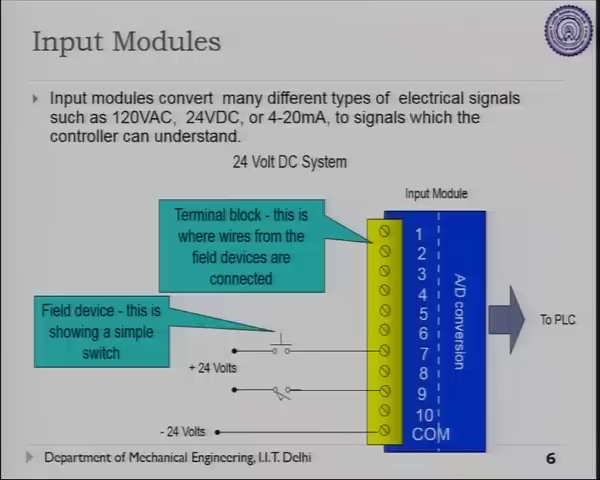 Input Modules
Input modules convert many different types of electrical signals
such as 120VAC, 24VDC, or 4-20mA, to signals which the
controller can understand.
24 Volt DC System
Input Module
Terminal block - this is
where wires from the
field devices are
connected
Field device - this is
showing a simple
switch
+ 24 Volts
- 24 Volts
1
2
3
4
5
6
7
8
9
10
COM
A/D conversion
To PLC
Department of Mechanical Engineering, I.I.T. Delhi
6